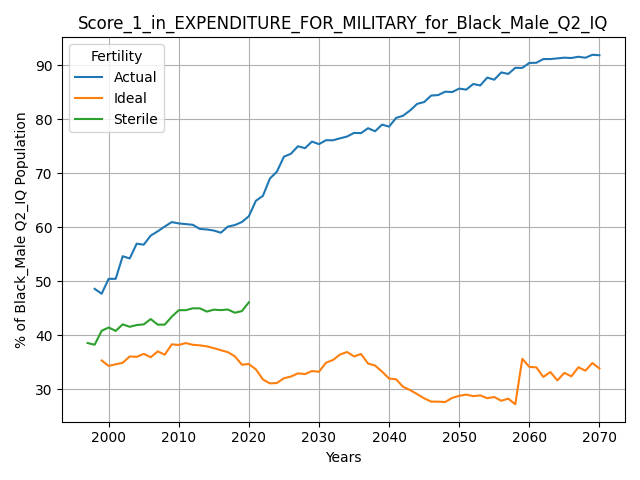 Score_1_in_EXPENDITURE_FOR_MILITARY_for_Black_Male_Q2_IQ
Fertility
Actual
Ideal
Sterile
% of Black_Male Q2_IQ Population
90
80
70
60
50
40
30
2000 2010 2020 2030 2040 2050 2060 2070
Years